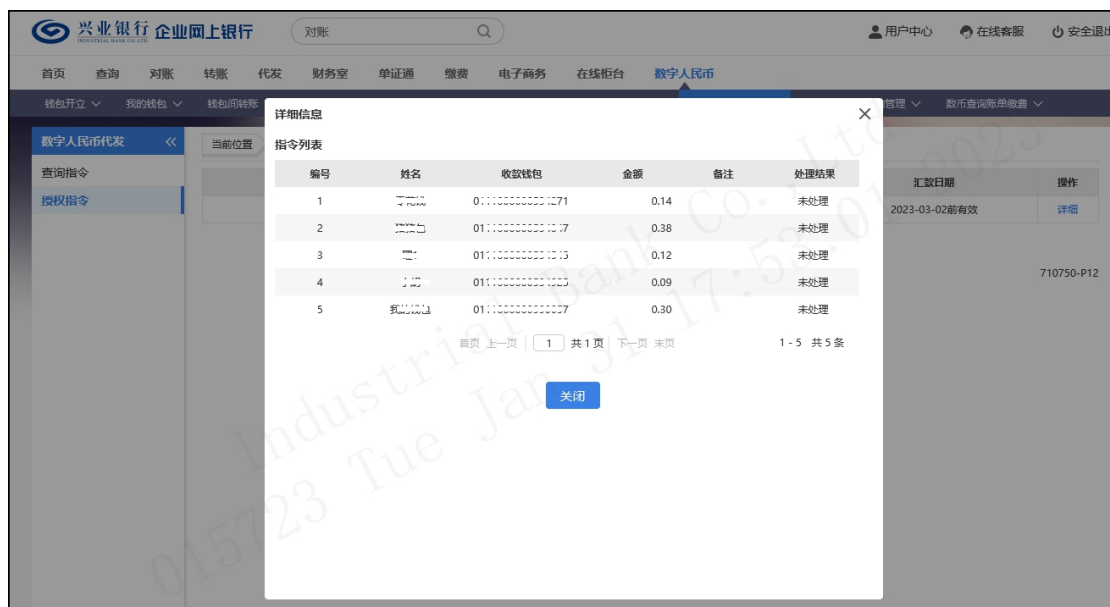 兴业银行 企业网上银行
INDUSTRIAL BANK CO.,LTD.
对账
用户中心 在线客服 安全退出
首页 查询 对账 转账 代发 财务室 单证通 缴费 电子商务 在线柜台 数字人民币
钱包开立 我的钱包 钱包间转账 管理 数币查询账单缴费
详细信息
数字人民币代发
当前位置
指令列表
查询指令
授权指令
编号 姓名 收款钱包 金额 备注 处理结果
汇款日期 操作
1 0.14 未处理
2023-03-02前有效 详细
2 0.38 未处理
3 0.12 未处理
4 0.09 未处理
710750-P12
5 0.30 未处理
首页 上一页 1 共1页 下一页 末页 1 - 5 共5条
关闭
Industrial Bank Co., Ltd
015723 Tue Jan 31 17:53:01 2023